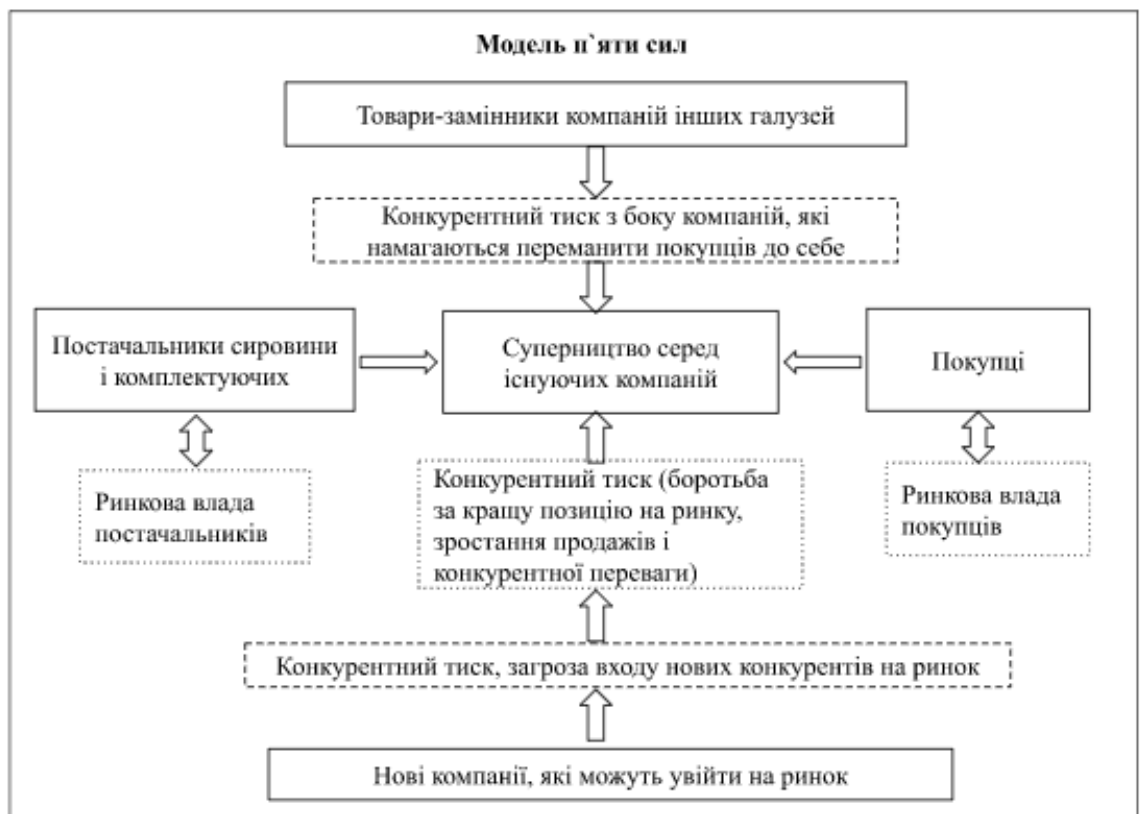 Модель п`яти сил
Товари-замінники компаній інших галузей
Конкурентний тиск з боку компаній, які
намагаються переманити покупців до себе
Постачальники сировини
і комплектуючих
Суперництво серед
існуючих компаній
Покупці
Ринкова влада
постачальників
Конкурентний тиск (боротьба
за кращу позицію на ринку,
зростання продажів і
конкурентної переваги)
Ринкова влада
покупців
Конкурентний тиск, загроза входу нових конкурентів на ринок
Нові компанії, які можуть увійти на ринок